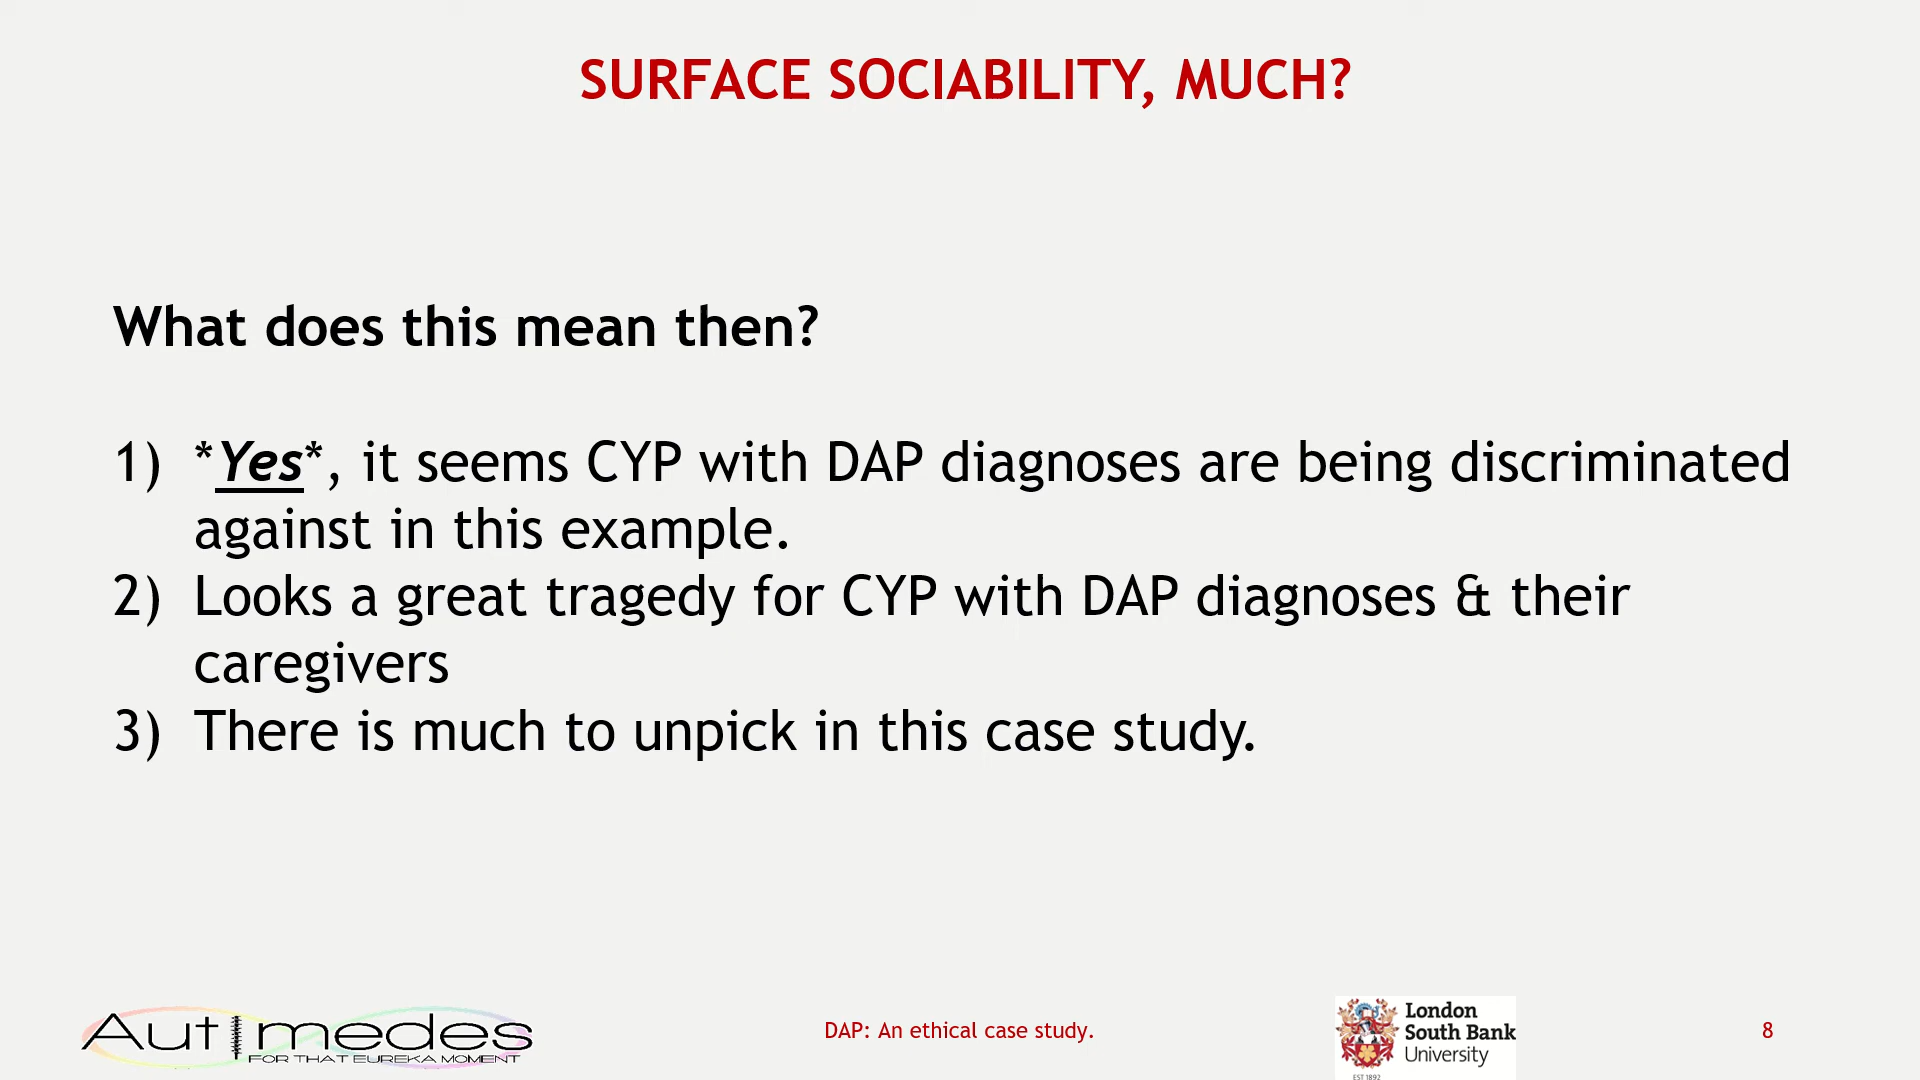 SURFACE SOCIABILITY, MUCH?
What does this mean then?
1) *Yes*, it seems CYP with DAP diagnoses are being discriminated
against in this example.
2) Looks a great tragedy for CYP with DAP diagnoses & their
caregivers
3) There is much to unpick in this case study.
Autimedes
FOR THAT EUREKA MOMENT
DAP: An ethical case study.
London
South Bank
University
EST 1892
8